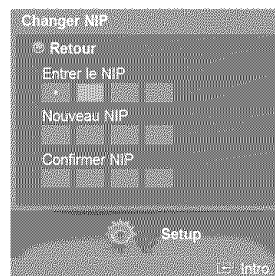 Changer NIP
Retour
Entrer le NIP
Nouveau NIP
Confirmer NIP
Setup
Intro